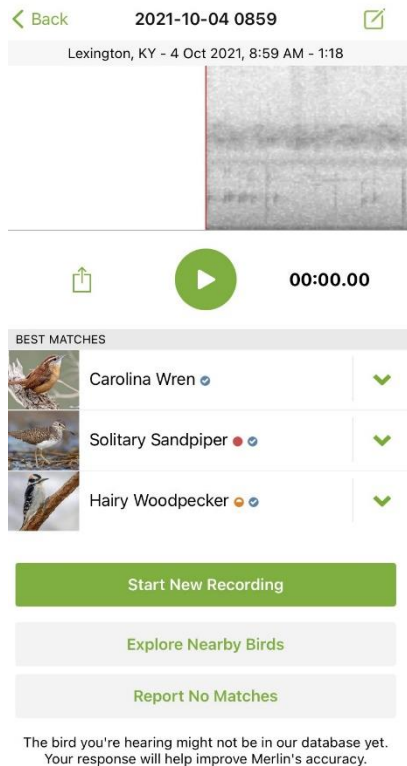 Back
2021-10-04 0859
Lexington, KY - 4 Oct 2021, 8:59 AM - 1:18
00:00.00
BEST MATCHES
Carolina Wren
Solitary Sandpiper
Hairy Woodpecker
Start New Recording
Explore Nearby Birds
Report No Matches
The bird you're hearing might not be in our database yet.
Your response will help improve Merlin's accuracy.